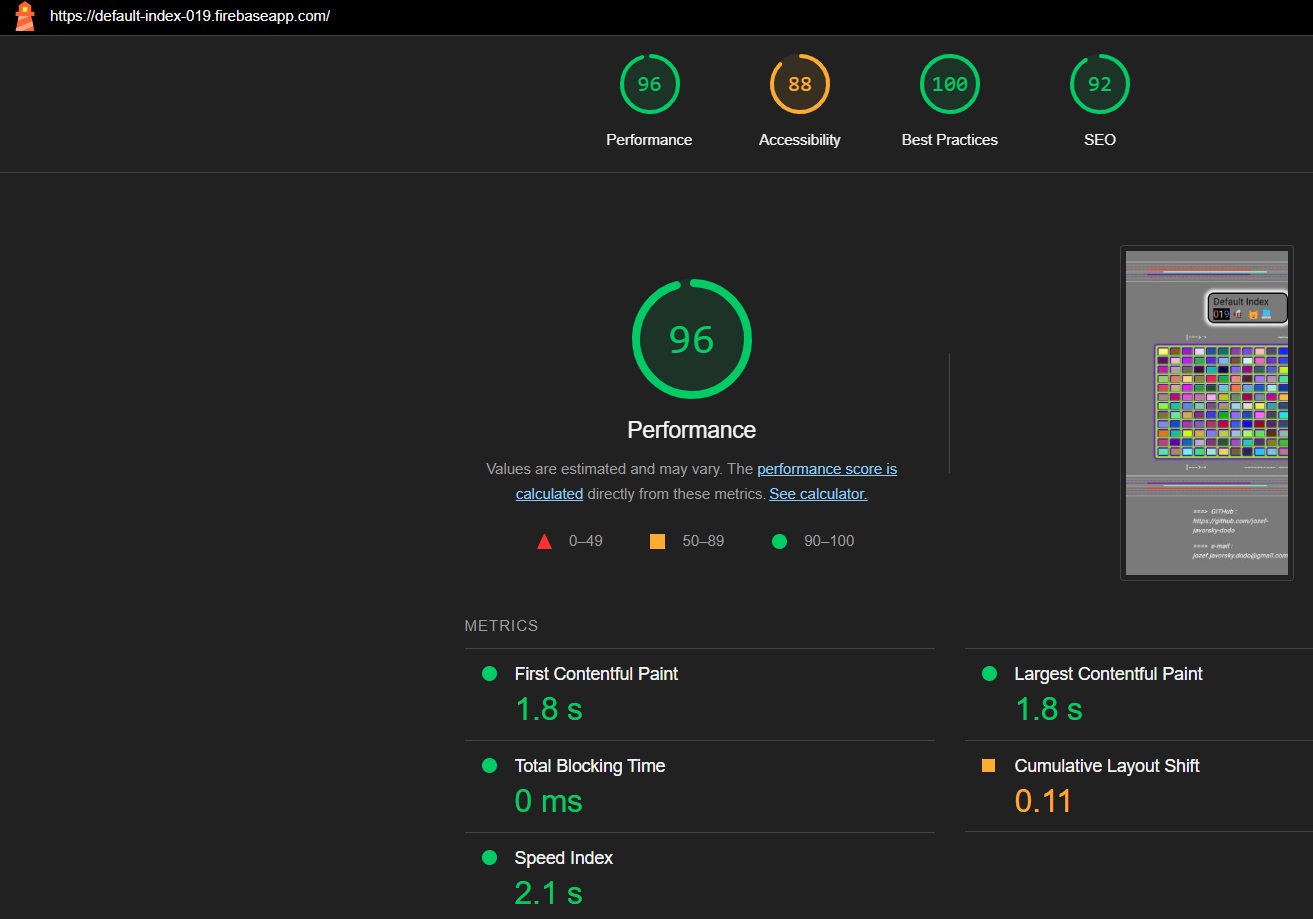 https://default-index-019.firebaseapp.com/
96
88
100
92
Performance
Accessibility
Best Practices
SEO
96
Performance
Values are estimated and may vary. The performance score is
calculated directly from these metrics. See calculator.
0–49
50–89
90–100
Default Index
019
===> GITHub :
https://github.com/jozef-
javorsky-dodo
===> e-mail :
jozef.javorsky.dodo@gmail.com
METRICS
First Contentful Paint
1.8 s
Largest Contentful Paint
1.8 s
Total Blocking Time
0 ms
Cumulative Layout Shift
0.11
Speed Index
2.1 s